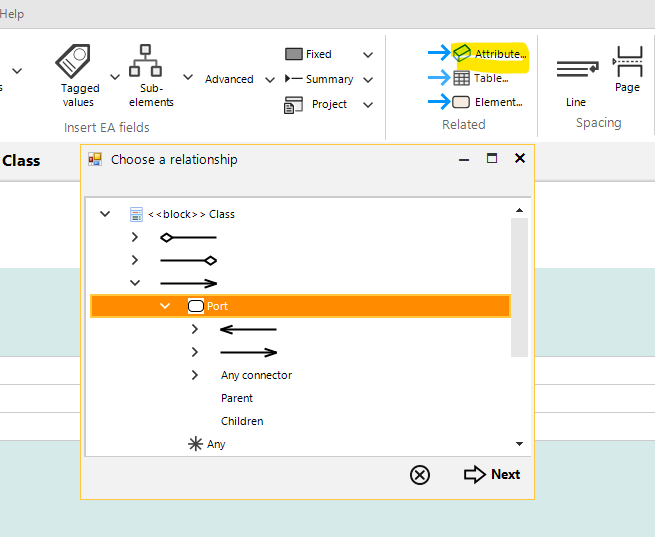 Help
s
Tagged
values
Sub-
elements
Advanced
Fixed
Summary
Project
Insert EA fields
Attribute...
Table...
Element...
Related
Line
Page
Spacing
Class
Choose a relationship
<<block>> Class
Port
Any connector
Parent
Children
Any
Next